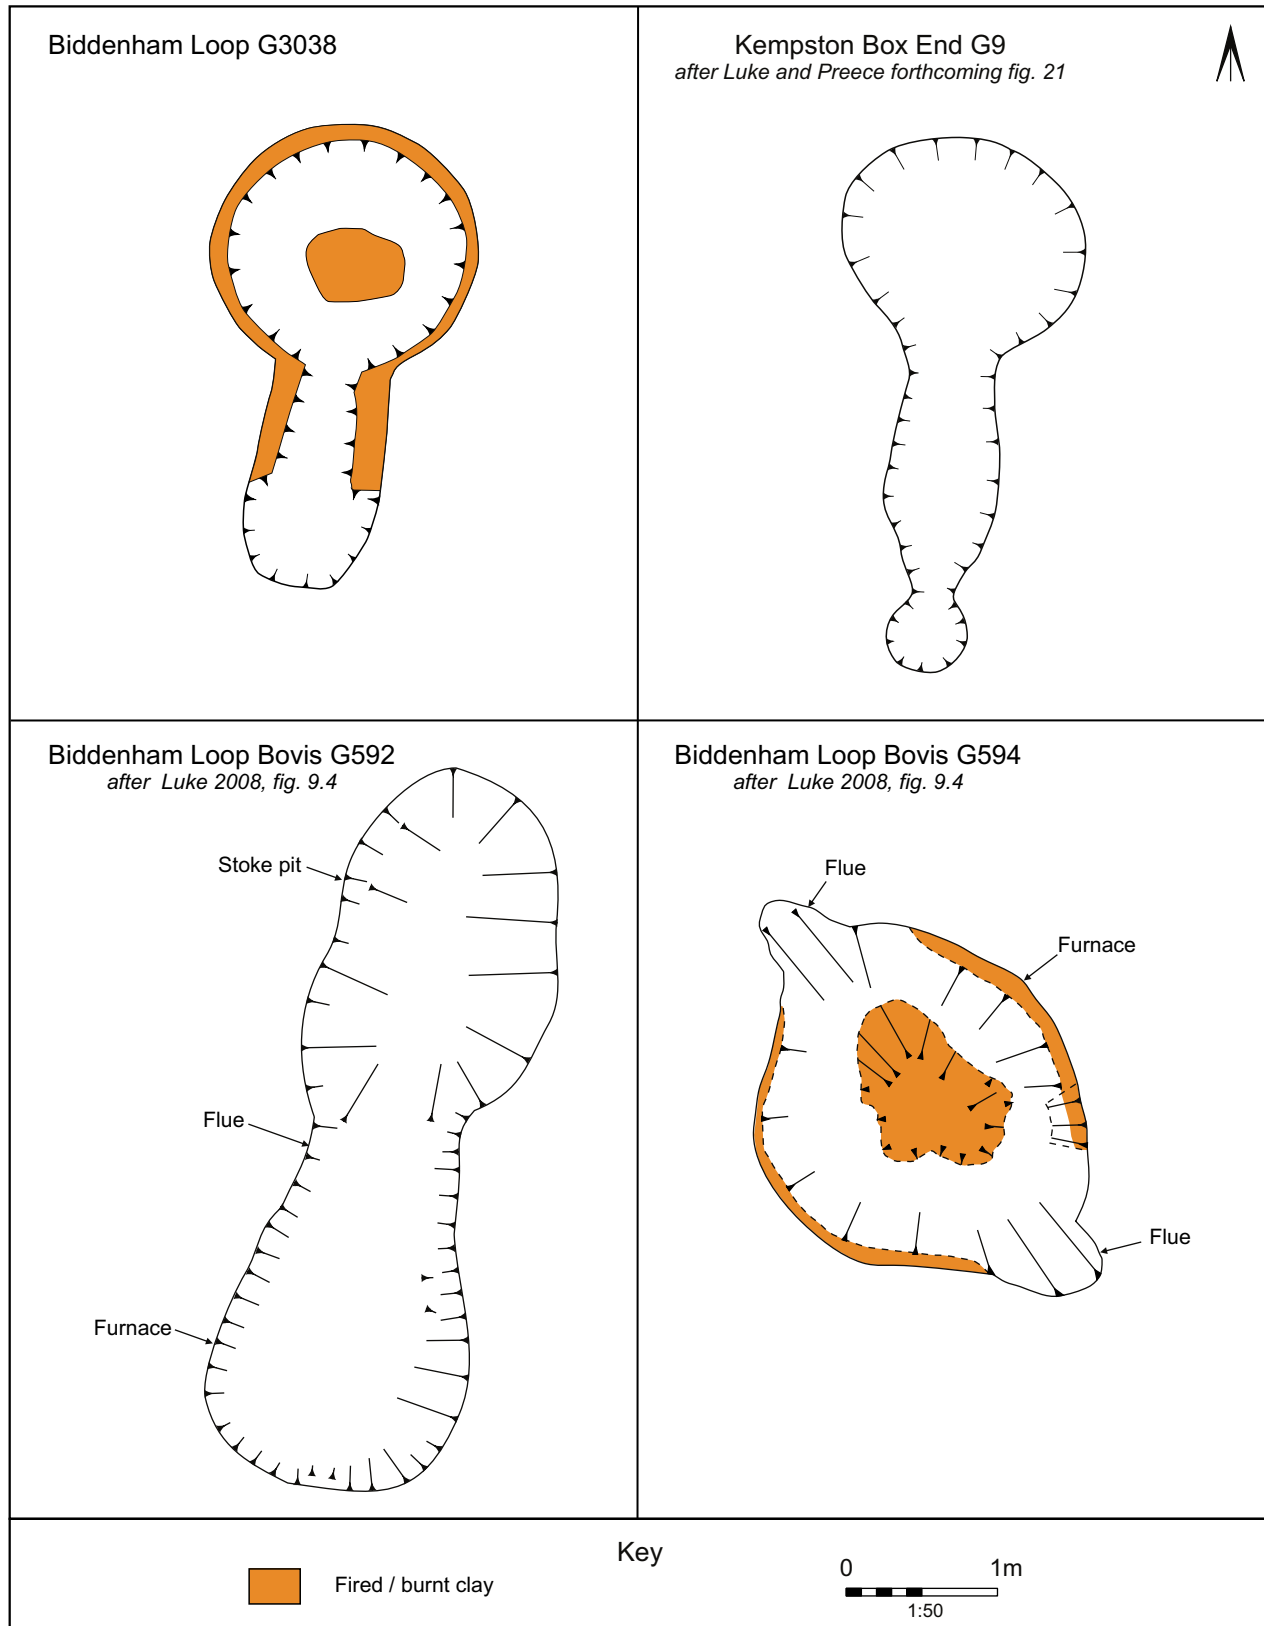 Biddenham Loop G3038
Kempston Box End G9
after Luke and Preece forthcoming fig. 21
Biddenham Loop Bovis G592
after Luke 2008, fig. 9.4
Stoke pit
Flue
Furnace
Biddenham Loop Bovis G594
after Luke 2008, fig. 9.4
Flue
Furnace
Flue
Key
Fired / burnt clay
0 1m
1:50